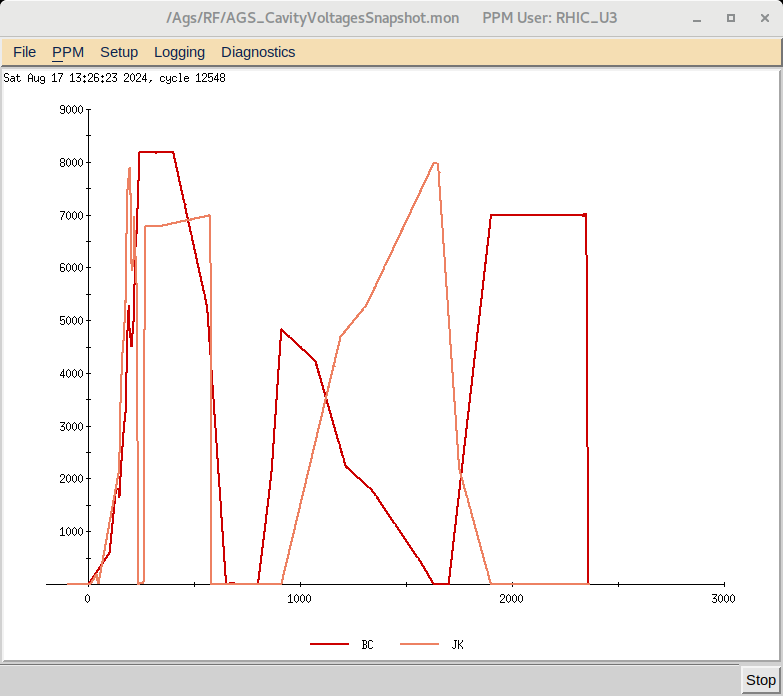 /Ags/RF/AGS_CavityVoltagesSnapshot.mon PPM User: RHIC_U3
File PPM Setup Logging Diagnostics
Sat Aug 17 13:26:23 2024, cycle 12548
9000
8000
7000
6000
5000
4000
3000
2000
1000
0 1000 2000 3000
BC JK
Stop